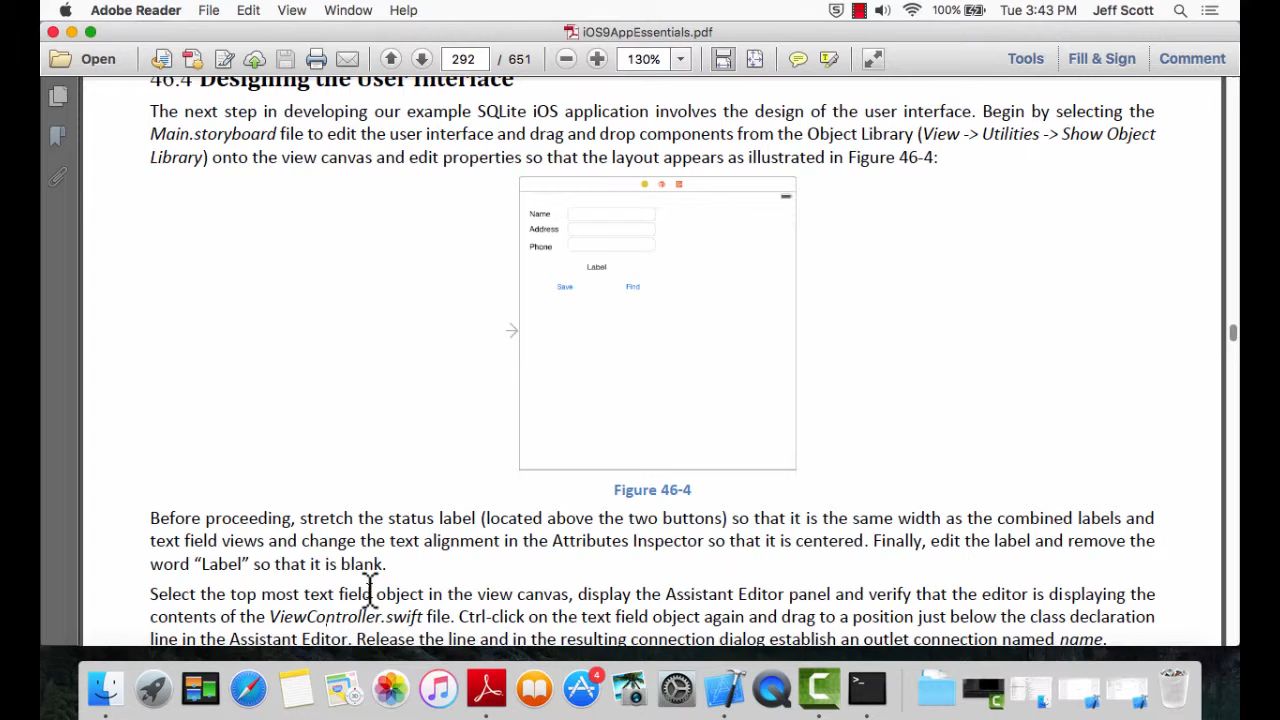 Adobe Reader File Edit View Window Help 100% Tue 3:43 PM Jeff Scott
iOS9AppEssentials.pdf
Open 292 / 651 130% Tools Fill & Sign Comment
46.4 Designing the User Interface
The next step in developing our example SQLite iOS application involves the design of the user interface. Begin by selecting the
Main.storyboard file to edit the user interface and drag and drop components from the Object Library (View -> Utilities -> Show Object
Library) onto the view canvas and edit properties so that the layout appears as illustrated in Figure 46-4:
Name
Address
Phone
Label
Save Find
Figure 46-4
Before proceeding, stretch the status label (located above the two buttons) so that it is the same width as the combined labels and
text field views and change the text alignment in the Attributes Inspector so that it is centered. Finally, edit the label and remove the
word “Label” so that it is blank.
Select the top most text field object in the view canvas, display the Assistant Editor panel and verify that the editor is displaying the
contents of the ViewController.swift file. Ctrl-click on the text field object again and drag to a position just below the class declaration
line in the Assistant Editor. Release the line and in the resulting connection dialog establish an outlet connection named name.
4